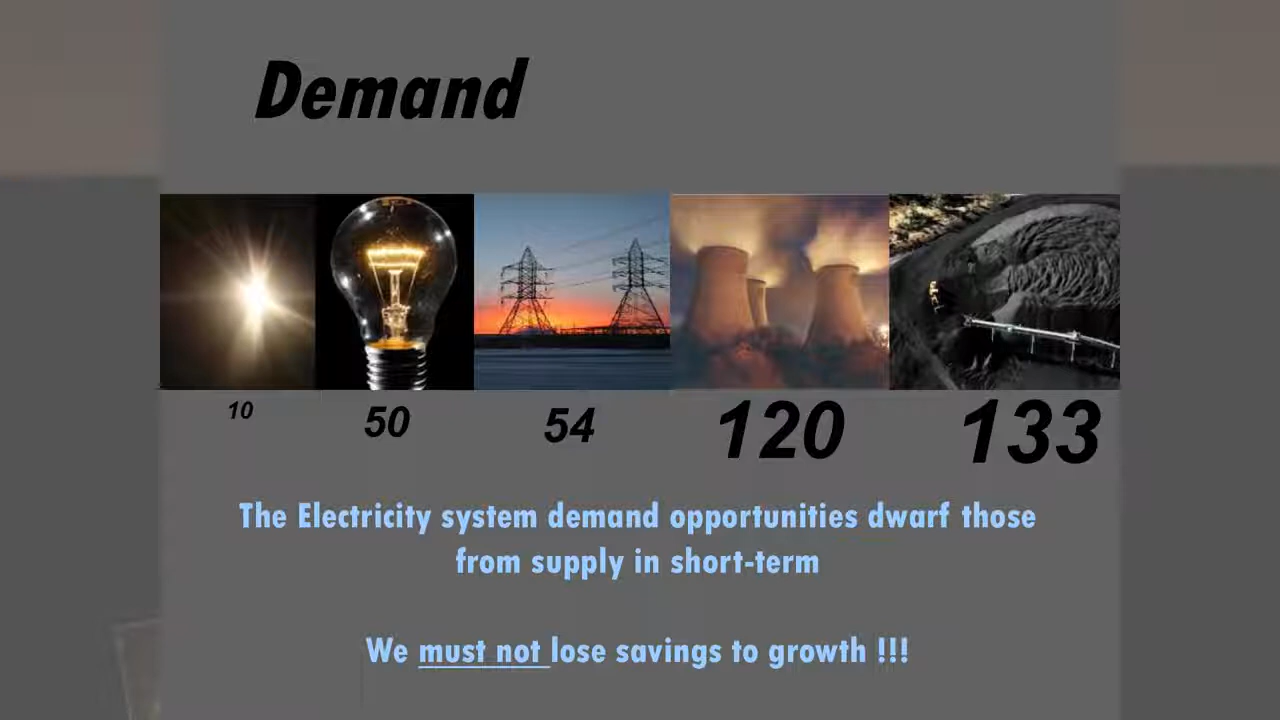 Demand
10
50
54
120
133
The Electricity system demand opportunities dwarf those
from supply in short-term
We must not lose savings to growth !!!